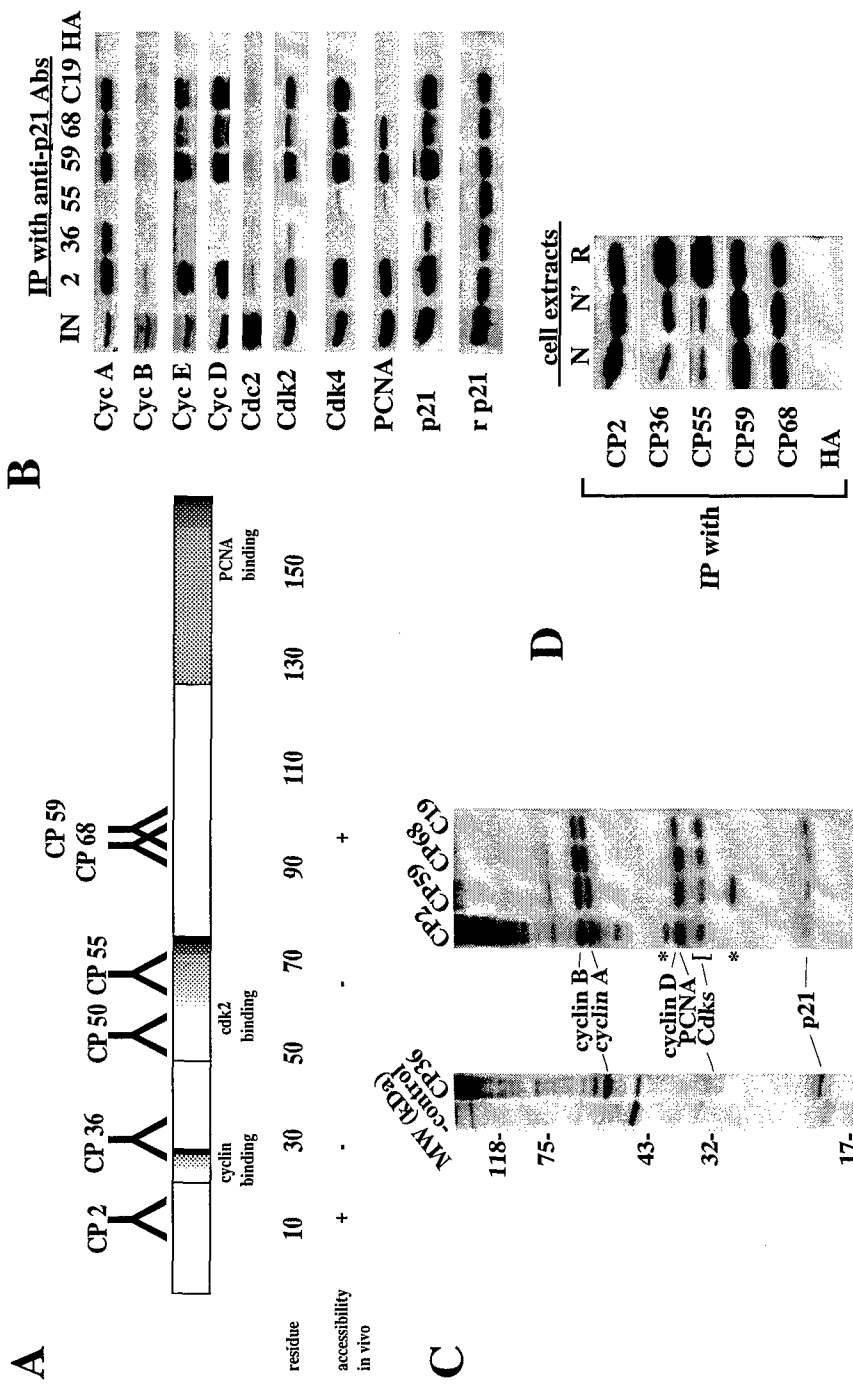 A
CP 2
CP 36
CP 50
CP 55
CP 68
CP 59
cyclin
binding
cdk2
binding
PCNA
binding
residue 10 30 50 70 90 110 130 150
accessibility
in vivo + - - +
B
IP with anti-p21 Abs
IN 2 36 55 59 68 C19 HA
Cyc A
Cyc B
Cyc E
Cyc D
Cdc2
Cdk2
Cdk4
PCNA
p21
r p21
C
MW (kDa)
-control
CP36
CP2
CP59
CP68
C19
118-
75-
43-
32-
17-
cyclin B
cyclin A
cyclin D
PCNA
Cdks
p21
*
*
D
cell extracts
N N' R
IP with
CP2
CP36
CP55
CP59
CP68
HA